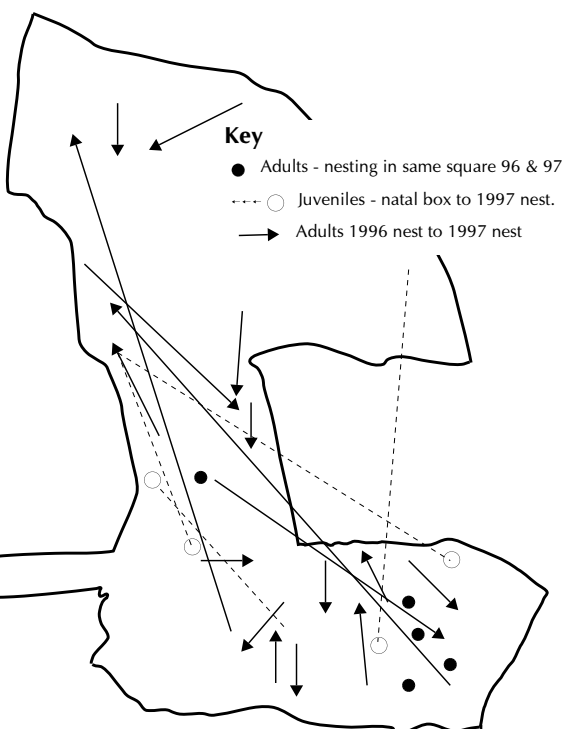 Key
Adults - nesting in same square 96 & 97
Juveniles - natal box to 1997 nest.
Adults 1996 nest to 1997 nest